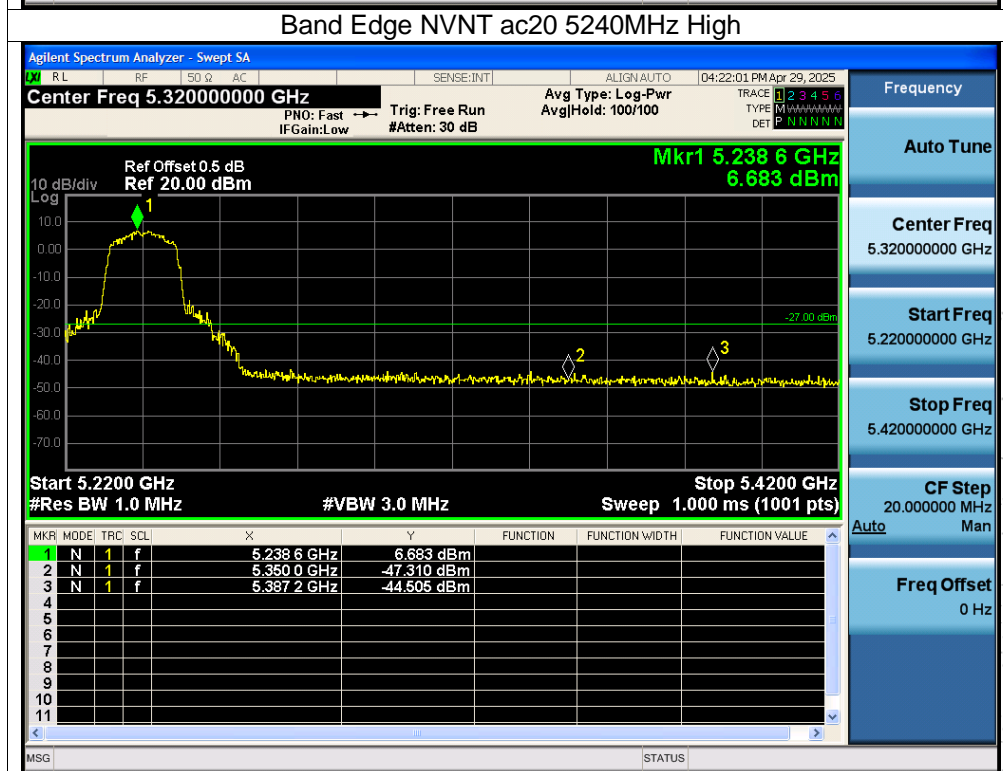 Band Edge NVNT ac20 5240MHz High
Agilent Spectrum Analyzer - Swept SA
LXI RL RF 50 Ω AC SENSE:INT ALIGNAUTO 04:22:01 PM Apr 29, 2025
Center Freq 5.320000000 GHz
PNO: Fast
IFGain:Low
Trig: Free Run
#Atten: 30 dB
Avg Type: Log-Pwr
Avg|Hold: 100/100
TRACE 1 2 3 4 5 6
TYPE M
DET P N N N N N
Mkr1 5.238 6 GHz
6.683 dBm
Ref Offset 0.5 dB
10 dB/div Ref 20.00 dBm
Log
1
10.0
0.00
-10.0
-20.0
-27.00 dBm
-30.0
-40.0
2
3
-50.0
-60.0
-70.0
Start 5.2200 GHz Stop 5.4200 GHz
#Res BW 1.0 MHz #VBW 3.0 MHz Sweep 1.000 ms (1001 pts)
MKR MODE TRC SCL X Y FUNCTION FUNCTION WIDTH FUNCTION VALUE
1 N 1 f 5.238 6 GHz 6.683 dBm
2 N 1 f 5.350 0 GHz -47.310 dBm
3 N 1 f 5.387 2 GHz -44.505 dBm
4
5
6
7
8
9
10
11
MSG STATUS
Frequency
Auto Tune
Center Freq
5.320000000 GHz
Start Freq
5.220000000 GHz
Stop Freq
5.420000000 GHz
CF Step
20.000000 MHz
Auto Man
Freq Offset
0 Hz